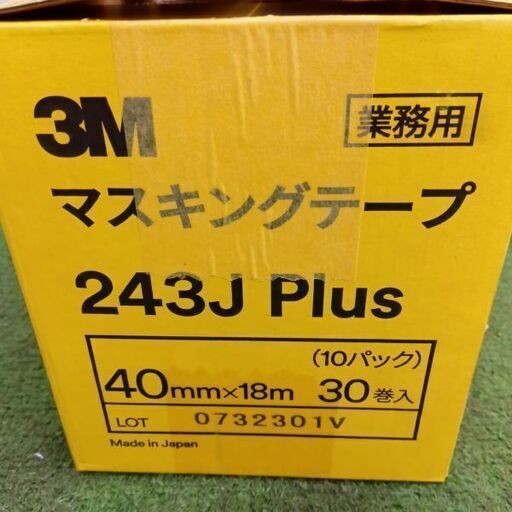 3M
業務用
マスキングテープ
243J Plus
(10パック)
40mm×18m 30巻入
LOT 0732301V
Made in Japan